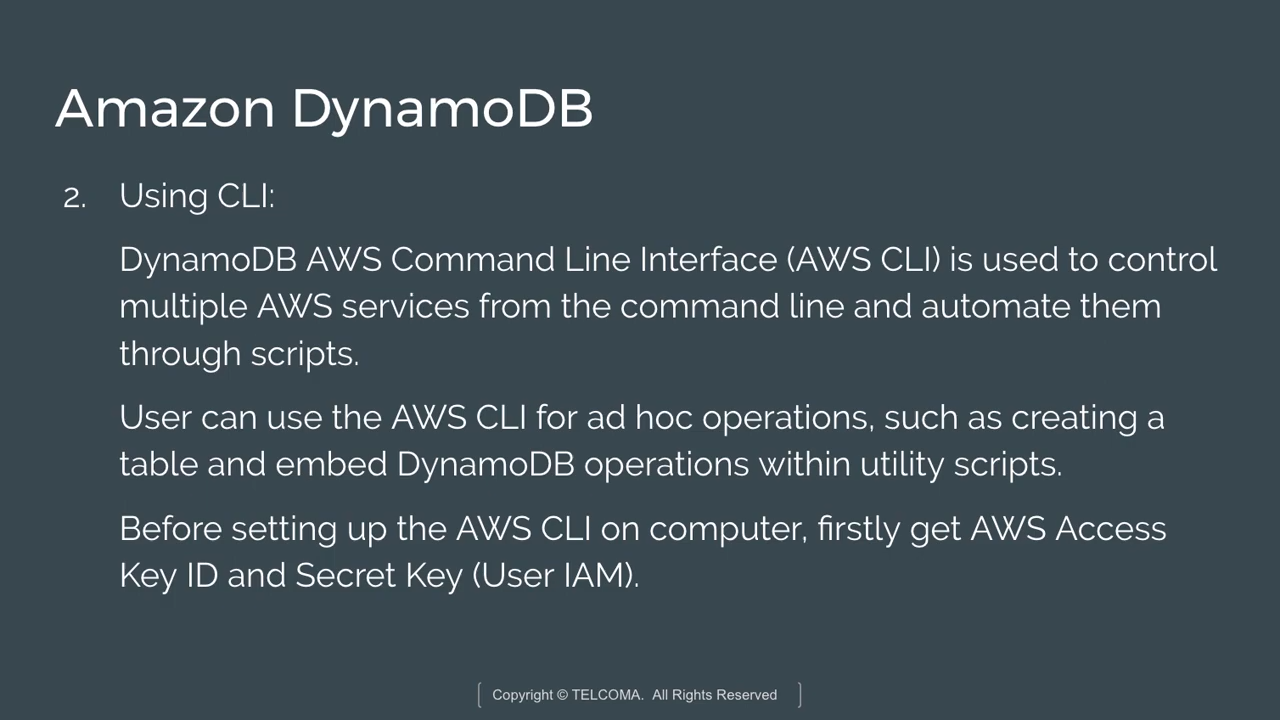 Amazon DynamoDB
2. Using CLI:
DynamoDB AWS Command Line Interface (AWS CLI) is used to control
multiple AWS services from the command line and automate them
through scripts.
User can use the AWS CLI for ad hoc operations, such as creating a
table and embed DynamoDB operations within utility scripts.
Before setting up the AWS CLI on computer, firstly get AWS Access
Key ID and Secret Key (User IAM).
Copyright © TELCOMA. All Rights Reserved